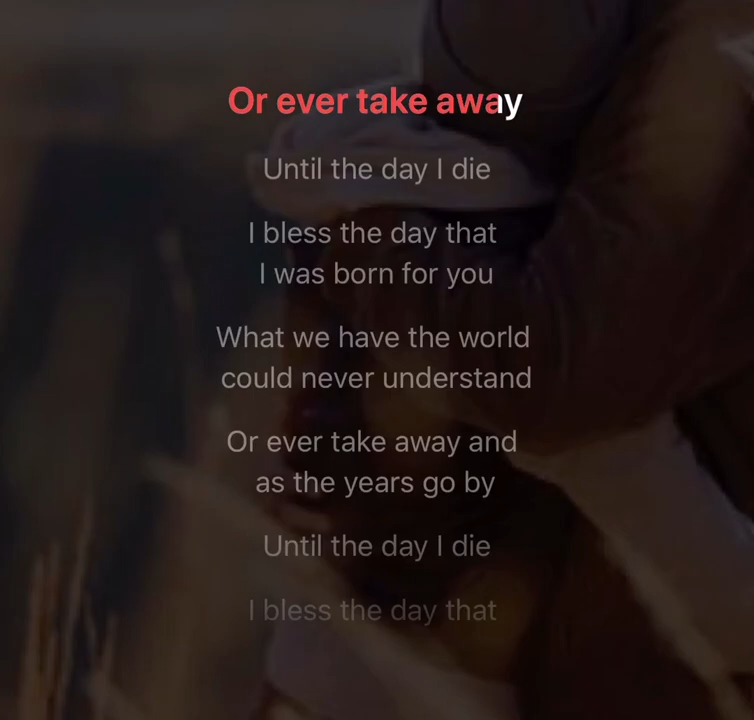 Or ever take away
Until the day I die
I bless the day that
I was born for you
What we have the world
could never understand
Or ever take away and
as the years go by
Until the day I die
I bless the day that